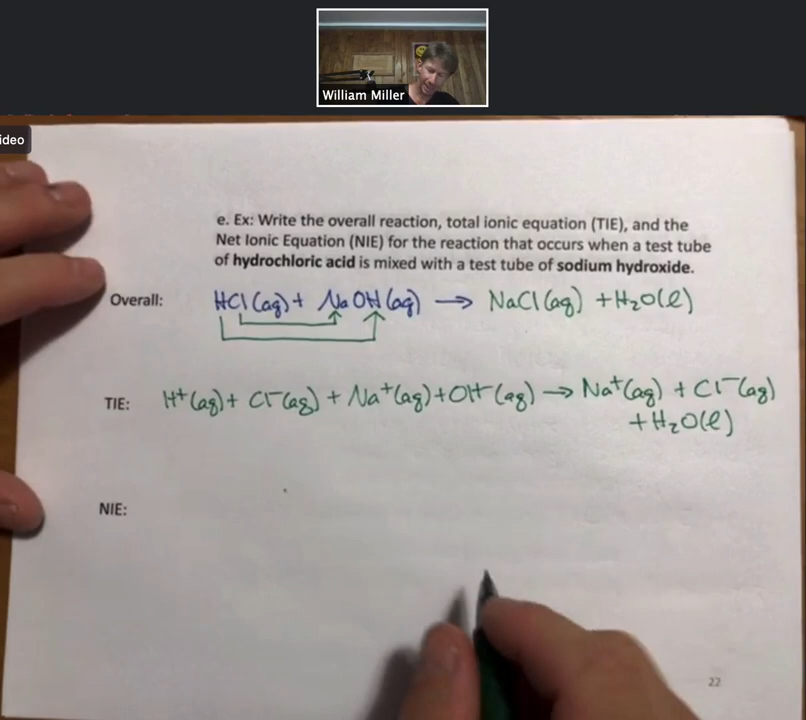 William Miller
ideo
e. Ex: Write the overall reaction, total ionic equation (TIE), and the
Net Ionic Equation (NIE) for the reaction that occurs when a test tube
of hydrochloric acid is mixed with a test tube of sodium hydroxide.
Overall: HCl(aq) + NaOH(aq) → NaCl(aq) + H₂O(l)
TIE: H⁺(aq) + Cl⁻(aq) + Na⁺(aq) + OH⁻(aq) → Na⁺(aq) + Cl⁻(aq)
+ H₂O(l)
NIE:
22